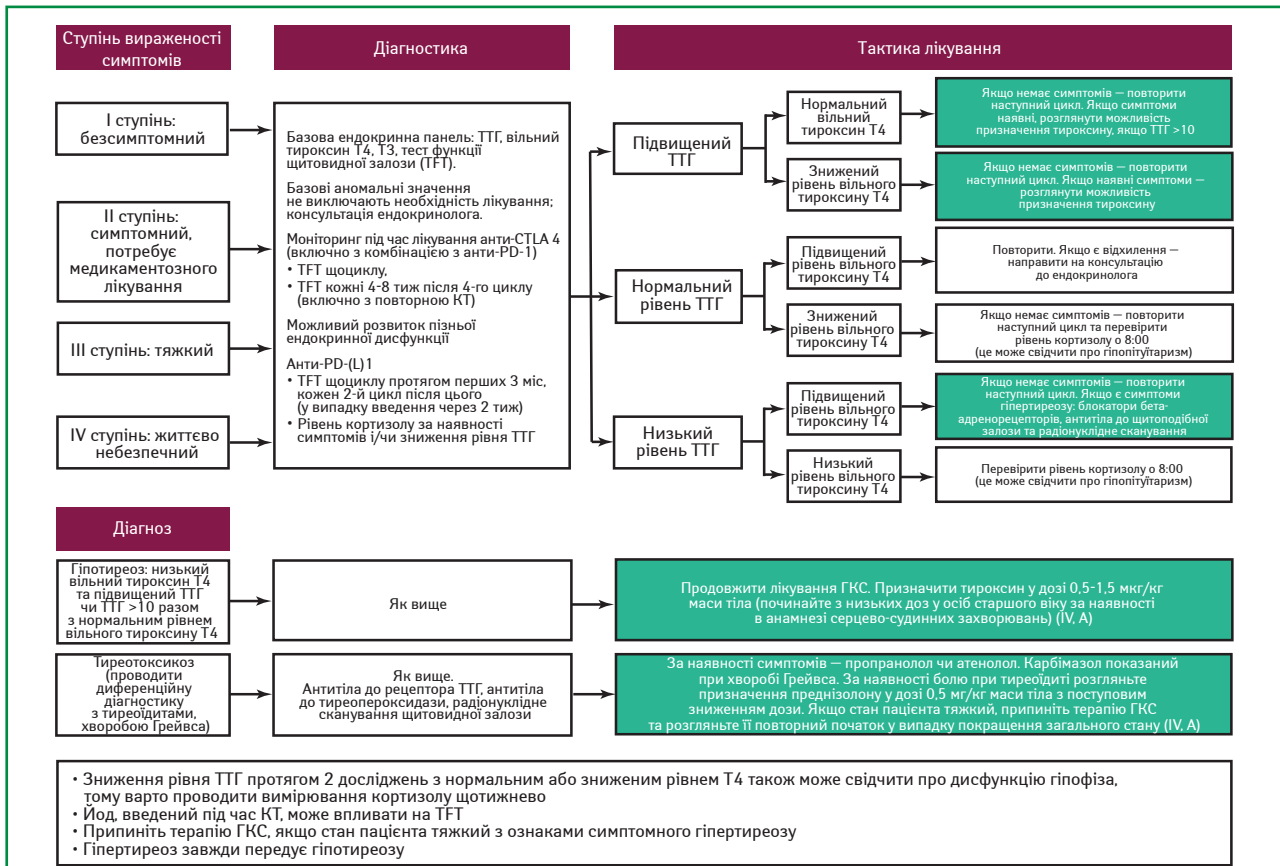 Ступінь вираженості
симптомів
Діагностика
Тактика лікування
І ступінь:
безсимптомний
ІІ ступінь:
симптомний,
потребує
медикаментозного
лікування
ІІІ ступінь: тяжкий
IV ступінь: життєво
небезпечний
Базова ендокринна панель: ТТГ, вільний
тироксин Т4, Т3, тест функції
щитовидної залози (TFT).
Базові аномальні значення
не виключають необхідність лікування;
консультація ендокринолога.
Моніторинг під час лікування анти-CTLA 4
(включно з комбінацією з анти-PD-1)
• TFT щоциклу,
• TFT кожні 4-8 тиж після 4-го циклу
(включно з повторною КТ)
Можливий розвиток пізньої
ендокринної дисфункції
Анти-PD-(L)1
• TFT щоциклу протягом перших 3 міс,
кожен 2-й цикл після цього
(у випадку введення через 2 тиж)
• Рівень кортизолу за наявності
симптомів і/чи зниження рівня ТТГ
Підвищений
ТТГ
Нормальний
вільний
тироксин Т4
Якщо немає симптомів — повторити
наступний цикл. Якщо симптоми
наявні, розглянути можливість
призначення тироксину, якщо ТТГ >10
Знижений
рівень вільного
тироксину Т4
Якщо немає симптомів — повторити
наступний цикл. Якщо наявні симптоми —
розглянути можливість
призначення тироксину
Нормальний
рівень ТТГ
Підвищений
рівень вільного
тироксину Т4
Повторити. Якщо є відхилення —
направити на консультацію
до ендокринолога
Знижений
рівень вільного
тироксину Т4
Якщо немає симптомів — повторити
наступний цикл та перевірити
рівень кортизолу о 8:00
(це може свідчити про гіпопітуїтаризм)
Низький
рівень ТТГ
Підвищений
рівень вільного
тироксину Т4
Якщо немає симптомів — повторити
наступний цикл. Якщо є симптоми
гіпертиреозу: блокатори бета-
адренорецепторів, антитіла до щитоподібної
залози та радіонуклідне сканування
Низький
рівень вільного
тироксину Т4
Перевірити рівень кортизолу о 8:00
(це може свідчити про гіпопітуїтаризм)
Діагноз
Гіпотиреоз: низький
вільний тироксин Т4
та підвищений ТТГ
чи ТТГ >10 разом
з нормальним рівнем
вільного тироксину Т4
Як вище
Продовжити лікування ГКС. Призначити тироксин у дозі 0,5-1,5 мкг/кг
маси тіла (починайте з низьких доз у осіб старшого віку за наявності
в анамнезі серцево-судинних захворювань) (IV, A)
Тиреотоксикоз
(проводити
диференційну
діагностику
з тиреоїдитами,
хворобою Грейвса)
Як вище.
Антитіла до рецептора ТТГ, антитіла
до тиреопероксидази, радіонуклідне
сканування щитовидної залози
За наявності симптомів — пропранолол чи атенолол. Карбімазол показаний
при хворобі Грейвса. За наявності болю при тиреоїдиті розгляньте
призначення преднізолону у дозі 0,5 мг/кг маси тіла з поступовим
зниженням дози. Якщо стан пацієнта тяжкий, припиніть терапію ГКС
та розгляньте її повторний початок у випадку покращення загального стану (IV, A)
• Зниження рівня ТТГ протягом 2 досліджень з нормальним або зниженим рівнем Т4 також може свідчити про дисфункцію гіпофіза,
тому варто проводити вимірювання кортизолу щотижнево
• Йод, введений під час КТ, може впливати на TFT
• Припиніть терапію ГКС, якщо стан пацієнта тяжкий з ознаками симптомного гіпертиреозу
• Гіпертиреоз завжди передує гіпотиреозу